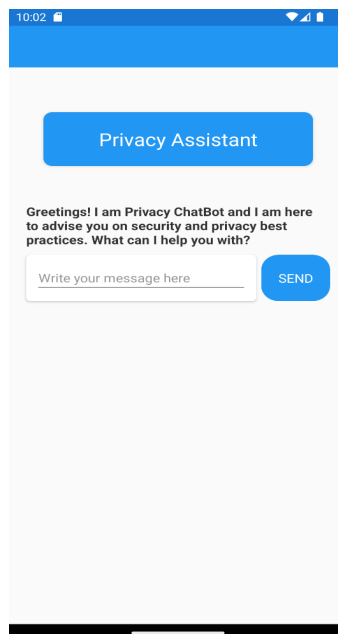 10:02
Privacy Assistant
Greetings! I am Privacy ChatBot and I am here
to advise you on security and privacy best
practices. What can I help you with?
Write your message here
SEND